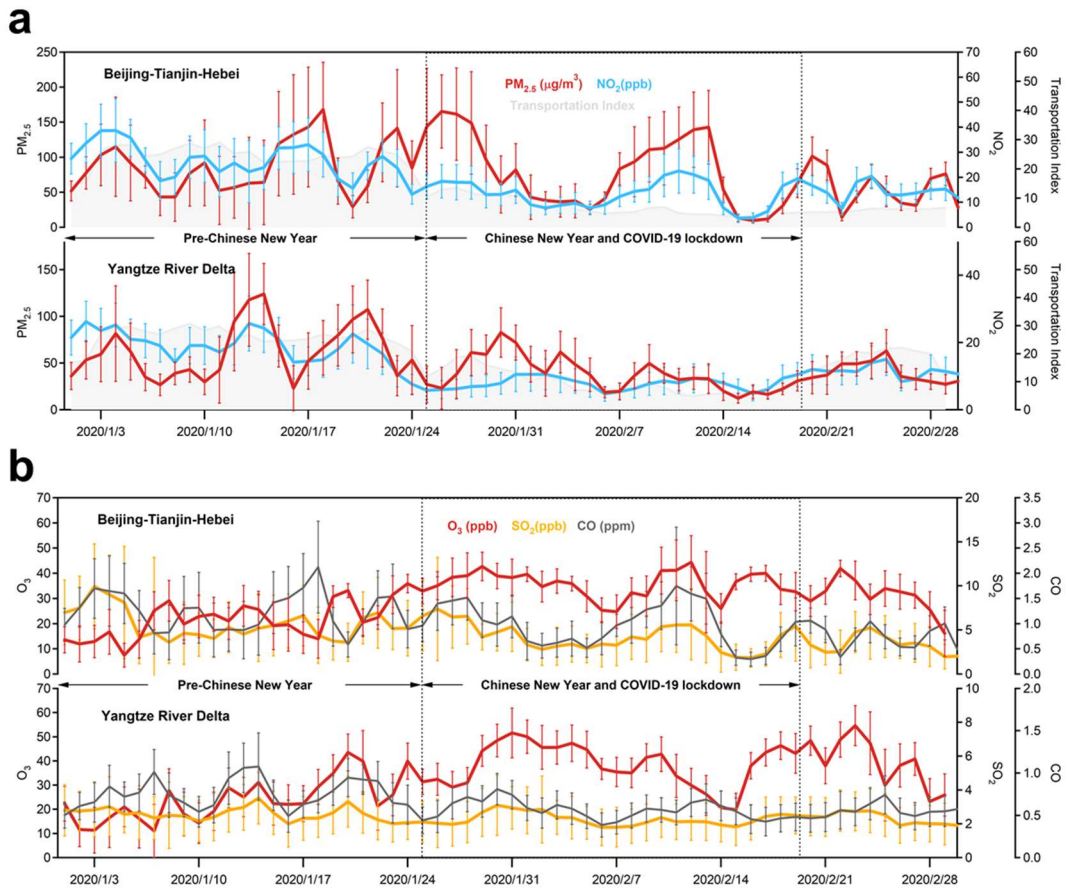 a
250
200
150
100
50
0
PM2.5
Beijing-Tianjin-Hebei
PM2.5 (μg/m3) NO2(ppb)
Transportation Index
70
60
50
40
30
20
10
0
NO2
60
50
40
30
20
10
0
Transportation Index
Pre-Chinese New Year
Chinese New Year and COVID-19 lockdown
150
100
50
0
PM2.5
Yangtze River Delta
40
20
0
NO2
60
50
40
30
20
10
0
Transportation Index
2020/1/3 2020/1/10 2020/1/17 2020/1/24 2020/1/31 2020/2/7 2020/2/14 2020/2/21 2020/2/28
b
70
60
50
40
30
20
10
0
O3
Beijing-Tianjin-Hebei
O3 (ppb) SO2(ppb) CO (ppm)
20
15
10
5
0
SO2
3.5
3.0
2.5
2.0
1.5
1.0
0.5
0.0
CO
Pre-Chinese New Year
Chinese New Year and COVID-19 lockdown
70
60
50
40
30
20
10
0
O3
Yangtze River Delta
10
8
6
4
2
0
SO2
2.0
1.5
1.0
0.5
0.0
CO
2020/1/3 2020/1/10 2020/1/17 2020/1/24 2020/1/31 2020/2/7 2020/2/14 2020/2/21 2020/2/28